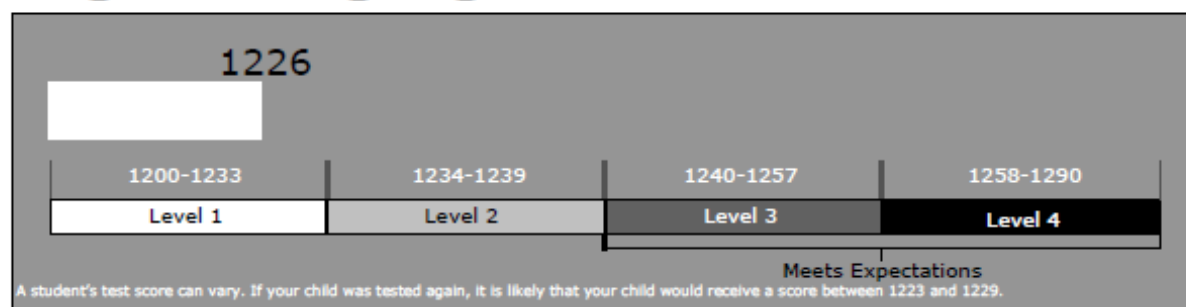 1226
1200-1233 1234-1239 1240-1257 1258-1290
Level 1 Level 2 Level 3 Level 4
Meets Expectations
A student's test score can vary. If your child was tested again, it is likely that your child would receive a score between 1223 and 1229.